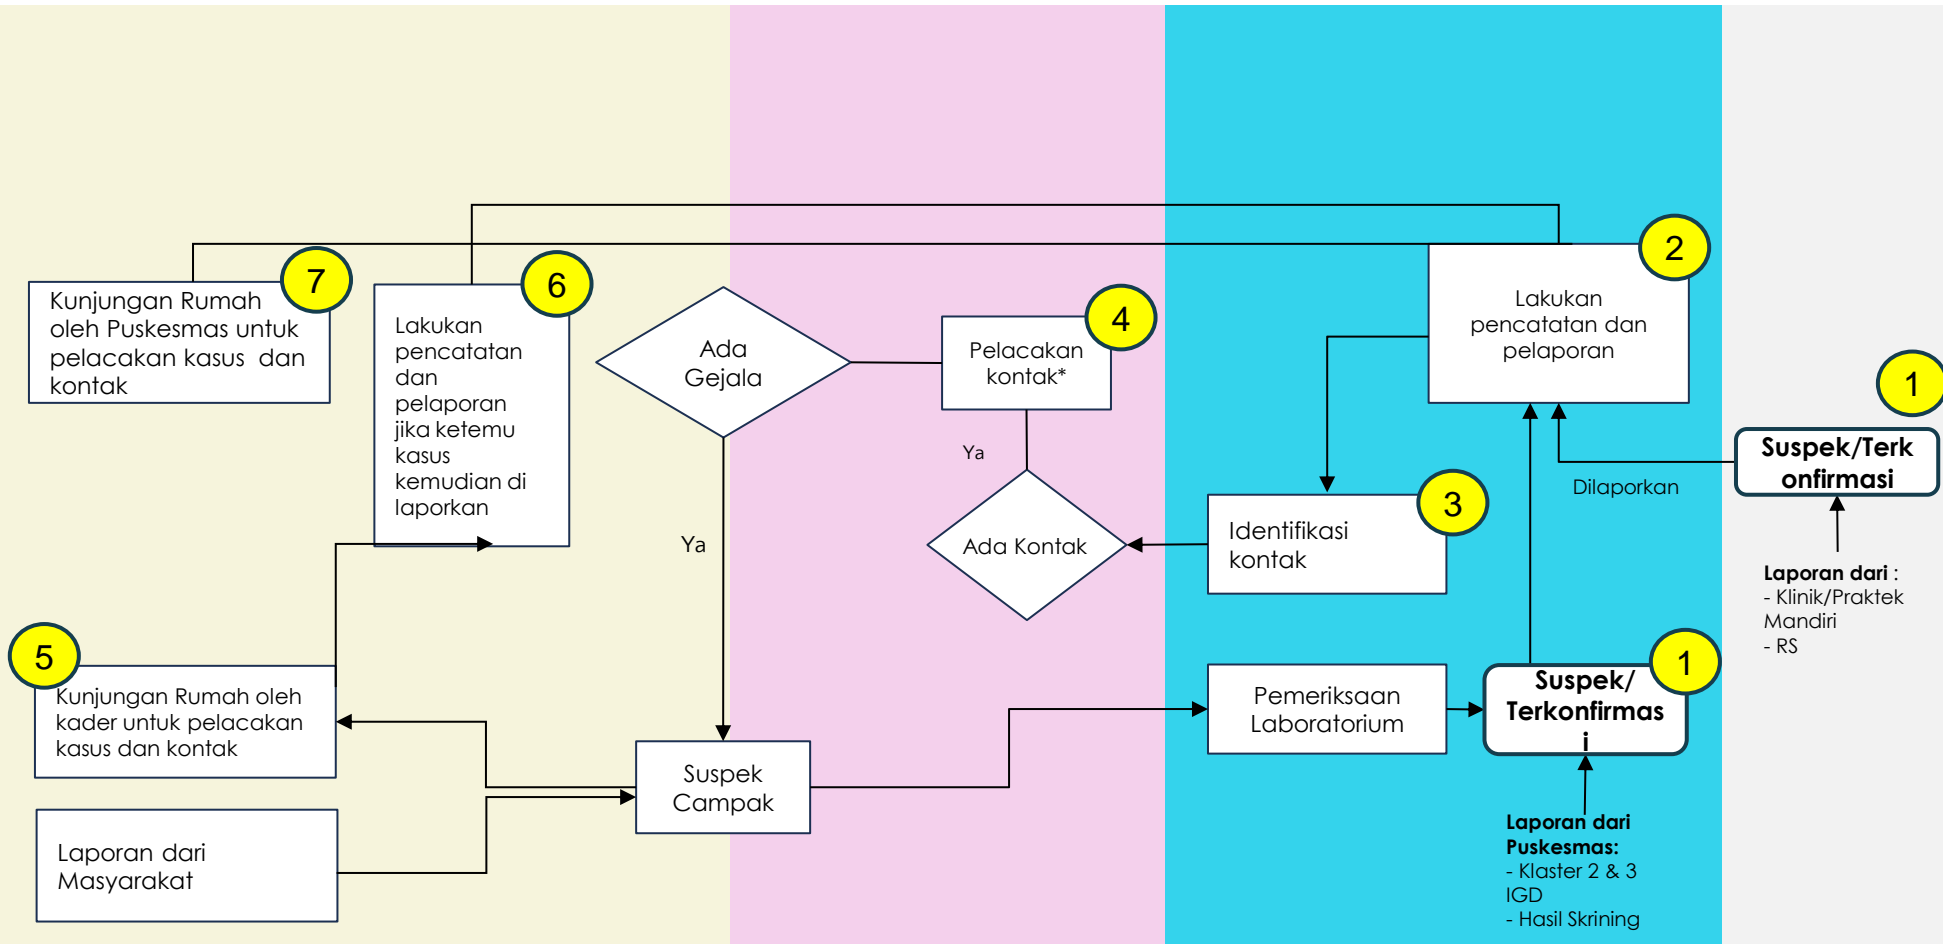 7
Kunjungan Rumah
oleh Puskesmas untuk
pelacakan kasus dan
kontak
6
Lakukan
pencatatan
dan
pelaporan
jika ketemu
kasus
kemudian di
laporkan
Ada
Gejala
4
Pelacakan
kontak*
2
Lakukan
pencatatan dan
pelaporan
1
Suspek/Terk
onfirmasi
Ya
Dilaporkan
3
Identifikasi
kontak
Ada Kontak
Ya
Laporan dari :
- Klinik/Praktek
Mandiri
- RS
5
Kunjungan Rumah oleh
kader untuk pelacakan
kasus dan kontak
Pemeriksaan
Laboratorium
1
Suspek/
Terkonfirmas
i
Suspek
Campak
Laporan dari
Masyarakat
Laporan dari
Puskesmas:
- Klaster 2 & 3
IGD
- Hasil Skrining